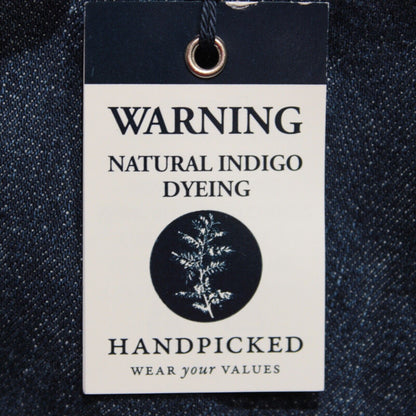 WARNING
NATURAL INDIGO
DYEING
HANDPICKED
WEAR your VALUES